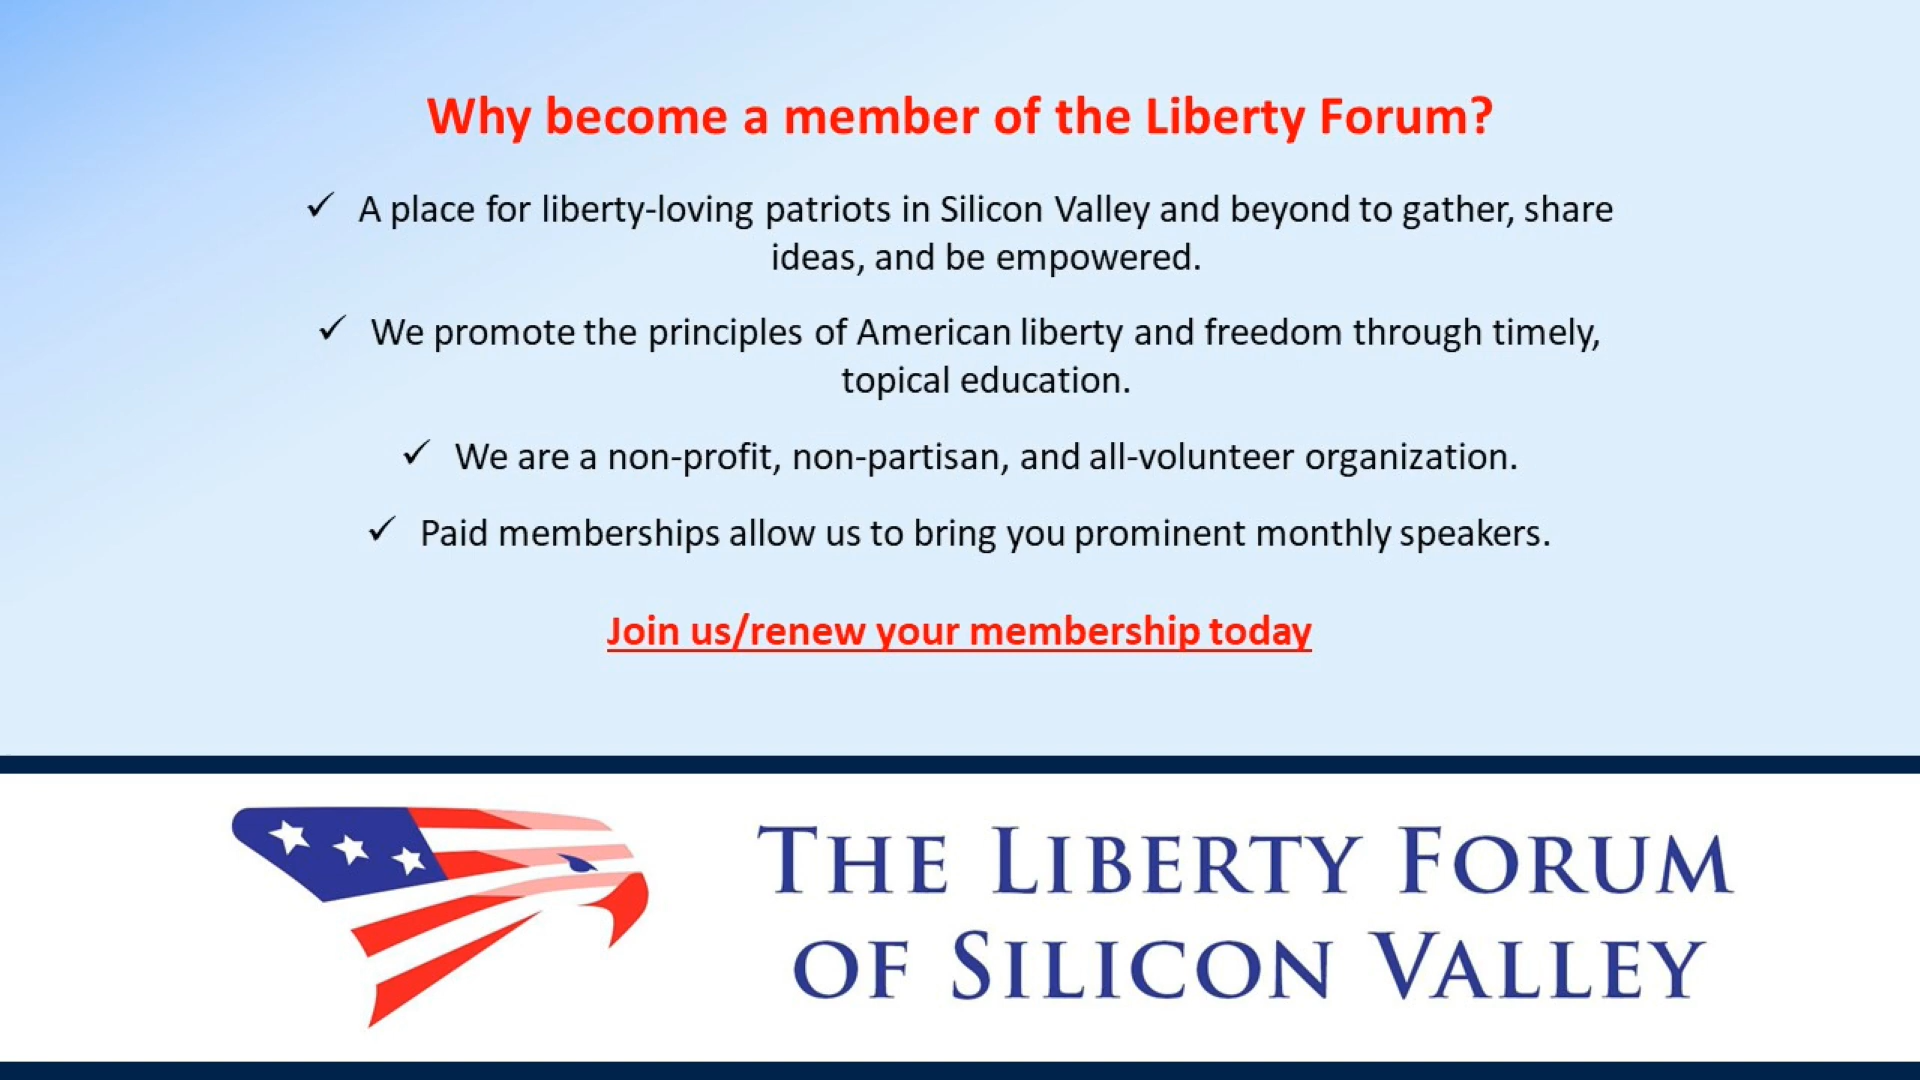 Why become a member of the Liberty Forum?
✓ A place for liberty-loving patriots in Silicon Valley and beyond to gather, share
ideas, and be empowered.
✓ We promote the principles of American liberty and freedom through timely,
topical education.
✓ We are a non-profit, non-partisan, and all-volunteer organization.
✓ Paid memberships allow us to bring you prominent monthly speakers.
Join us/renew your membership today
THE LIBERTY FORUM
OF SILICON VALLEY